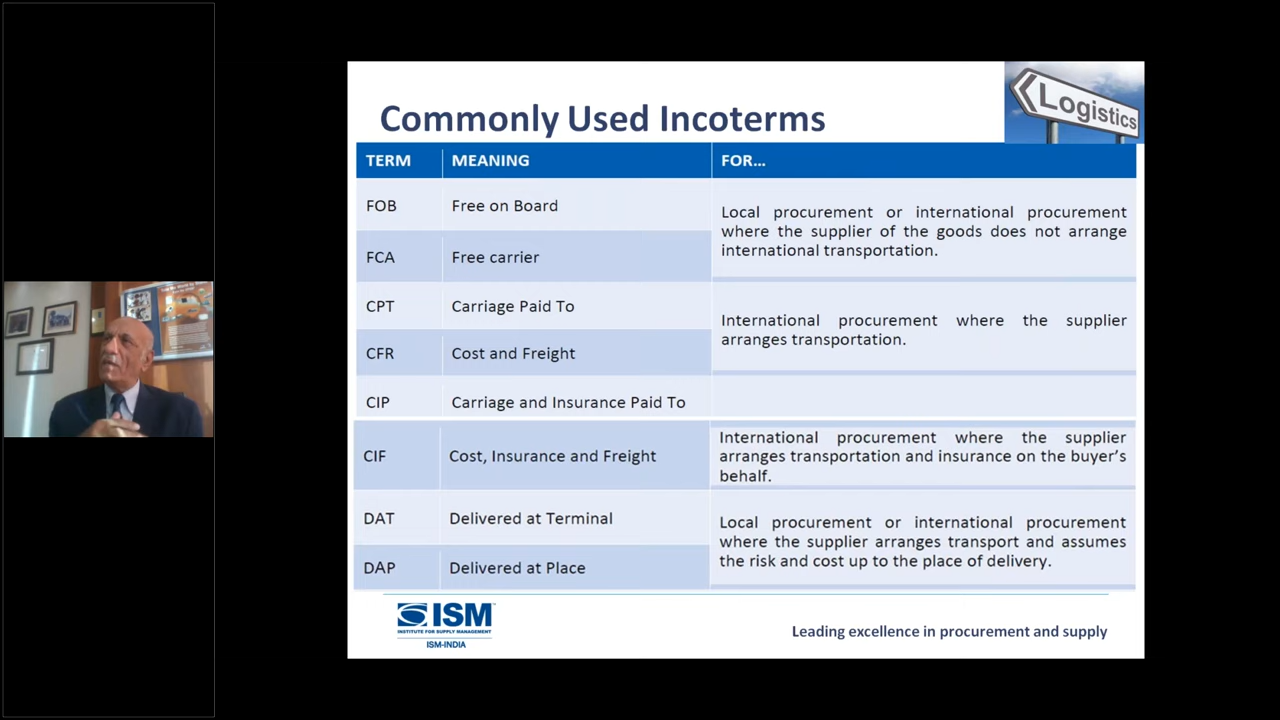 Logistics
Commonly Used Incoterms
TERM MEANING FOR...
FOB Free on Board
FCA Free carrier
Local procurement or international procurement
where the supplier of the goods does not arrange
international transportation.
CPT Carriage Paid To
CFR Cost and Freight
International procurement where the supplier
arranges transportation.
CIP Carriage and Insurance Paid To
CIF Cost, Insurance and Freight
International procurement where the supplier
arranges transportation and insurance on the buyer's
behalf.
DAT Delivered at Terminal
DAP Delivered at Place
Local procurement or international procurement
where the supplier arranges transport and assumes
the risk and cost up to the place of delivery.
ISM
INSTITUTE FOR SUPPLY MANAGEMENT
ISM-INDIA
Leading excellence in procurement and supply